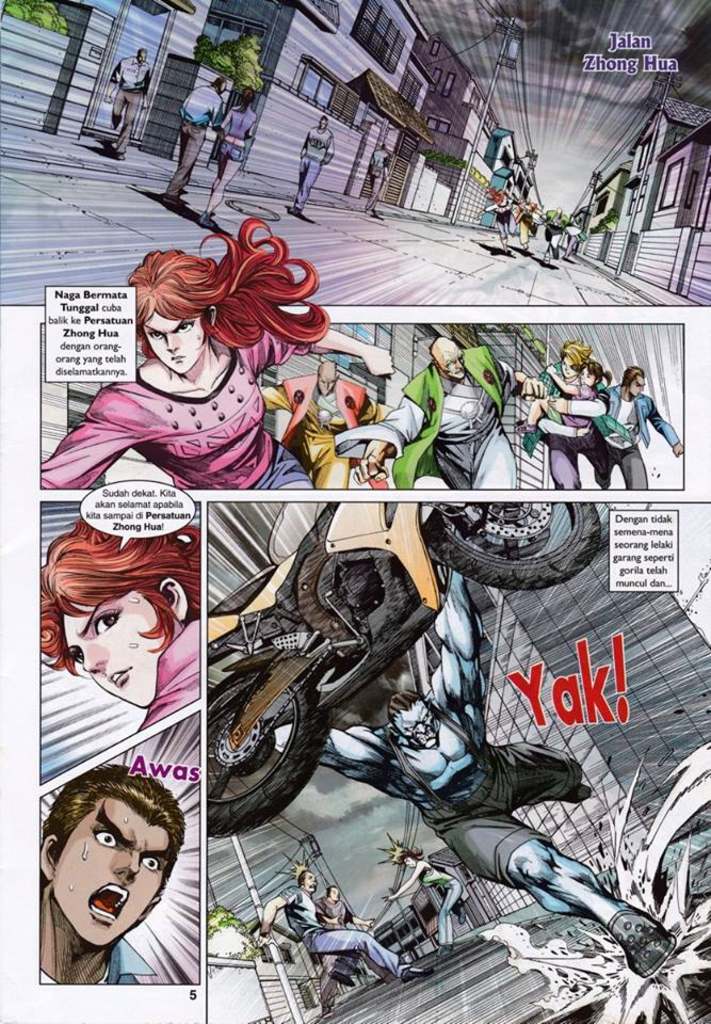 Jalan
Zhong Hua
Naga Bermata
Tunggal cuba
balik ke Persatuan
Zhong Hua
dengan orang-
orang yang telah
diselamatkannya.
Sudah dekat. Kita
akan selamat apabila
kita sampai di Persatuan
Zhong Hua!
Dengan tidak
semena-mena
seorang lelaki
garang seperti
gorila telah
muncul dan...
Yak!
Awas
5